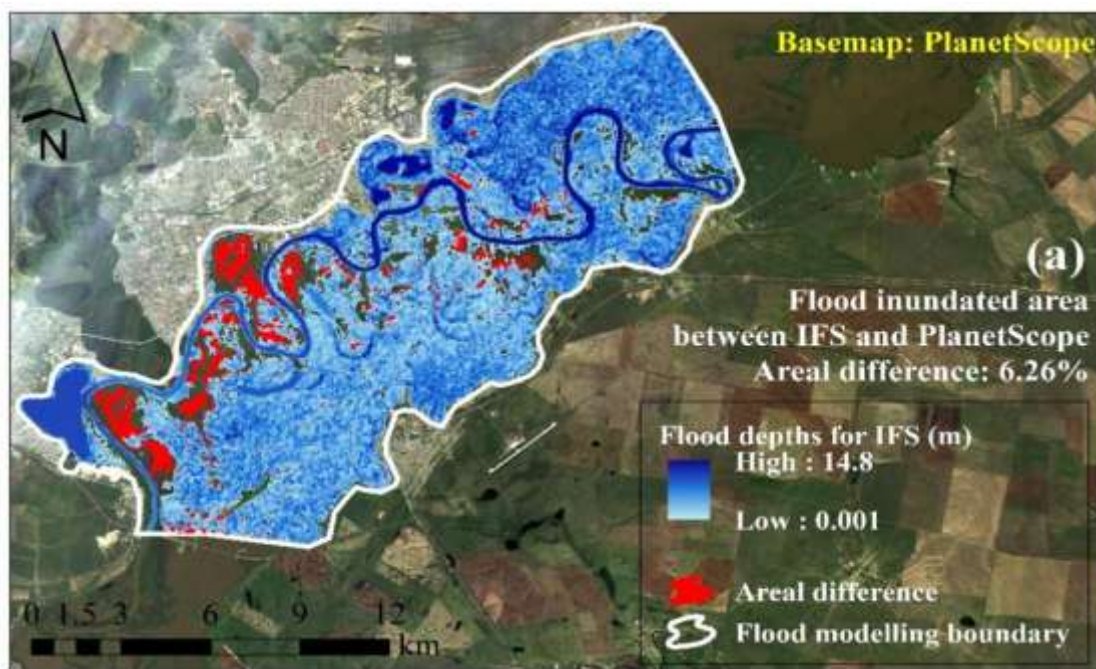 Basemap: PlanetScope
N
(a)
Flood inundated area
between IFS and PlanetScope
Areal difference: 6.26%
Flood depths for IFS (m)
High : 14.8
Low : 0.001
Areal difference
Flood modelling boundary
0 1.5 3 6 9 12
km